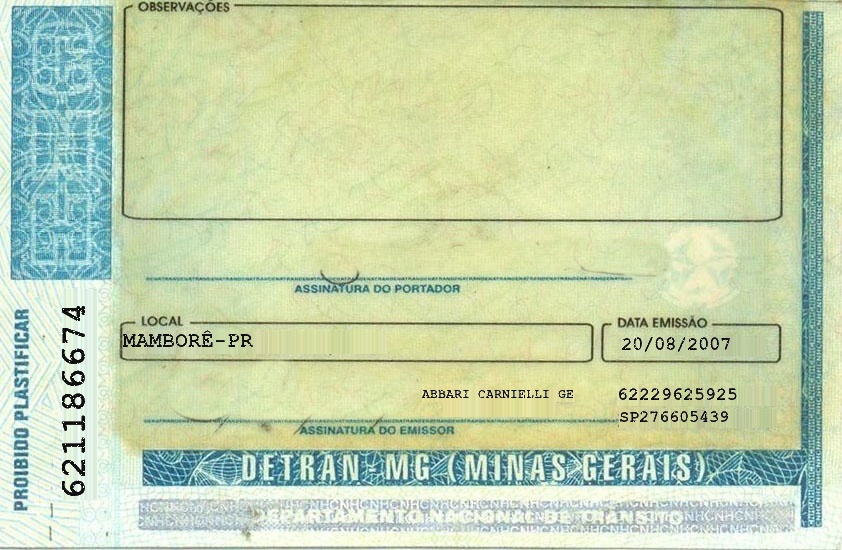 OBSERVAÇÕES
ASSINATURA DO PORTADOR
LOCAL
MAMBORÊ-PR
DATA EMISSÃO
20/08/2007
ABBARI CARNIELLI GE
62229625925
SP276605439
ASSINATURA DO EMISSOR
DETRAN-MG (MINAS GERAIS)
DEPARTAMENTO NACIONAL DE TRANSITO
PROIBIDO PLASTIFICAR
621186674